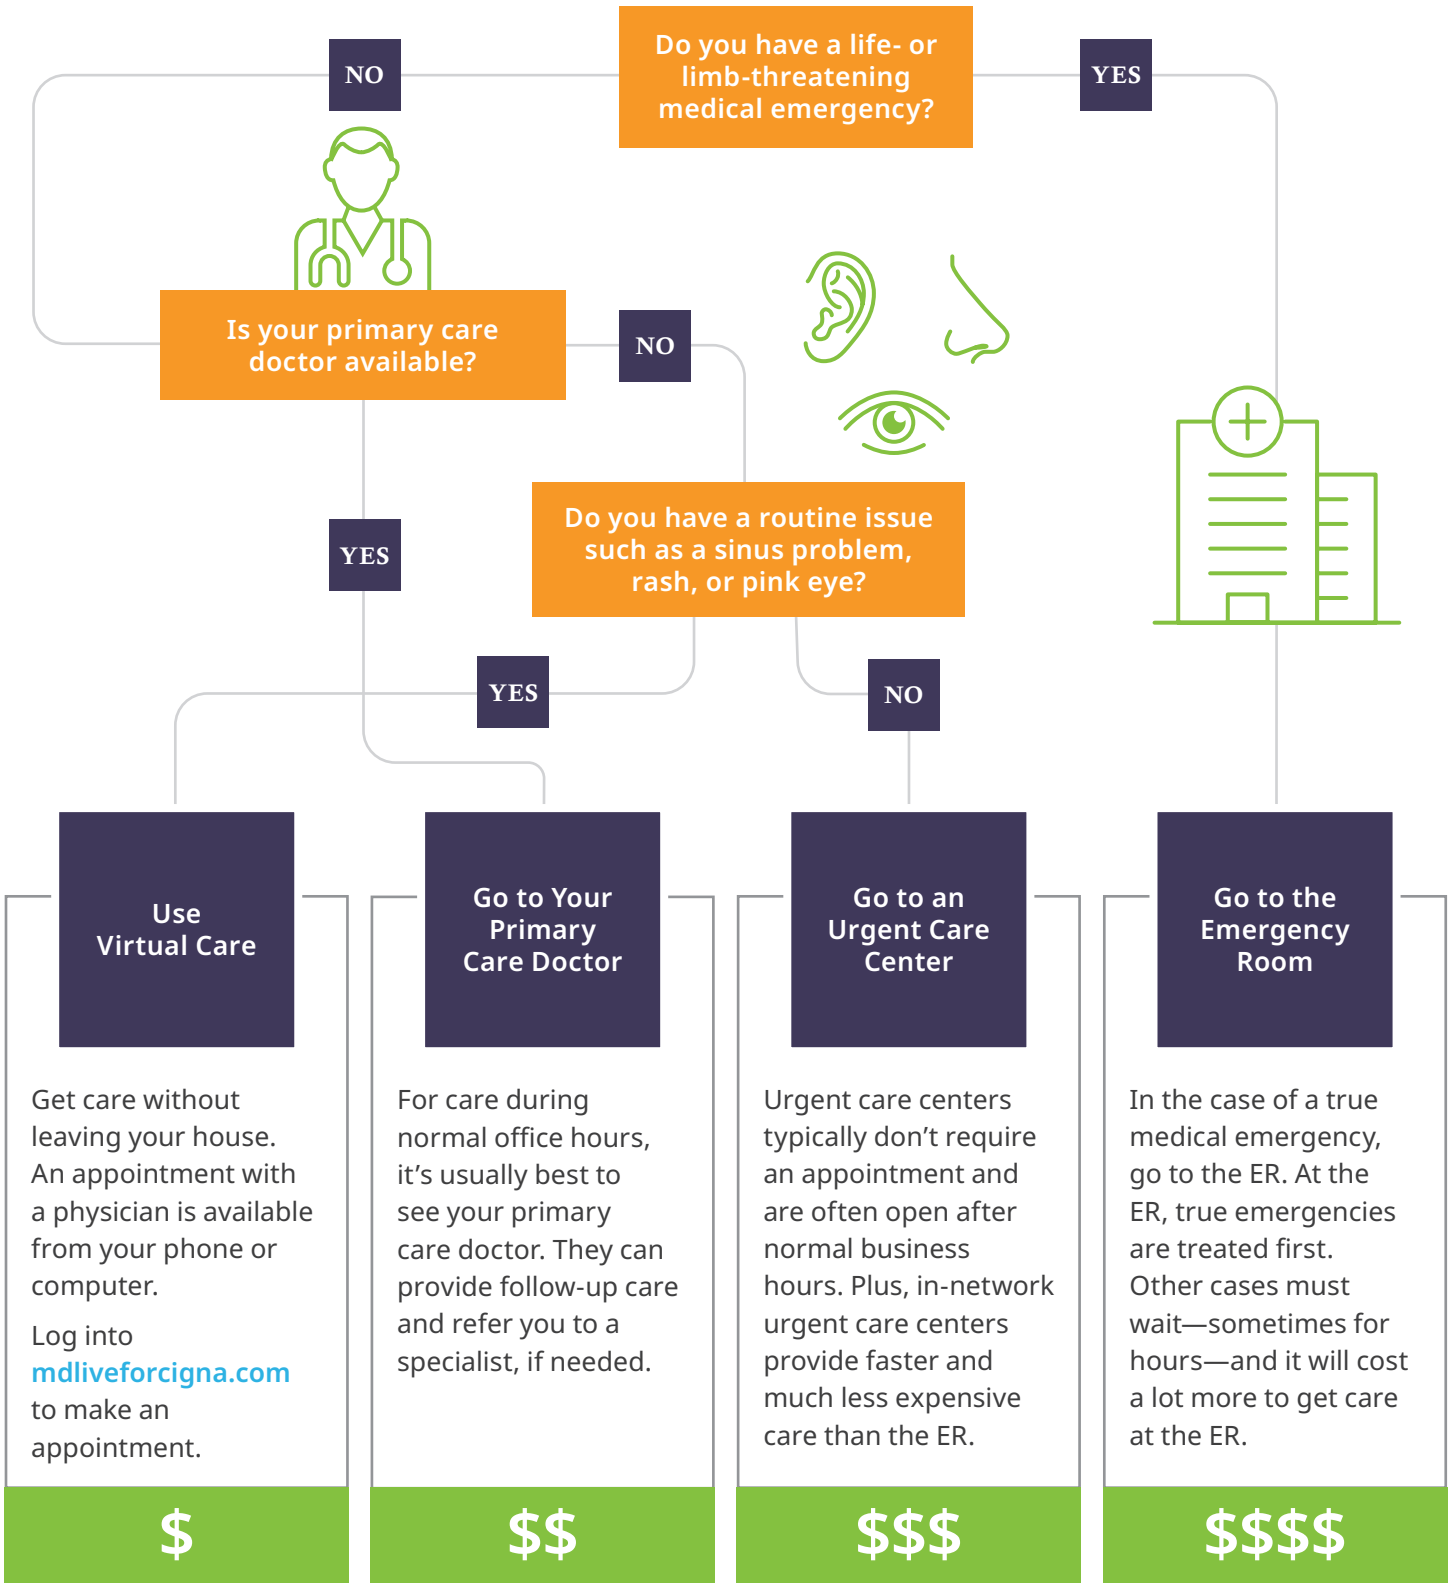 Do you have a life- or
limb-threatening
medical emergency?
NO
YES
Is your primary care
doctor available?
NO
YES
Do you have a routine issue
such as a sinus problem,
rash, or pink eye?
YES
NO
Use
Virtual Care
Get care without
leaving your house.
An appointment with
a physician is available
from your phone or
computer.
Log into
mdliveforcigna.com
to make an
appointment.
$
Go to Your
Primary
Care Doctor
For care during
normal office hours,
it’s usually best to
see your primary
care doctor. They can
provide follow-up care
and refer you to a
specialist, if needed.
$$
Go to an
Urgent Care
Center
Urgent care centers
typically don’t require
an appointment and
are often open after
normal business
hours. Plus, in-network
urgent care centers
provide faster and
much less expensive
care than the ER.
$$$
Go to the
Emergency
Room
In the case of a true
medical emergency,
go to the ER. At the
ER, true emergencies
are treated first.
Other cases must
wait—sometimes for
hours—and it will cost
a lot more to get care
at the ER.
$$$$